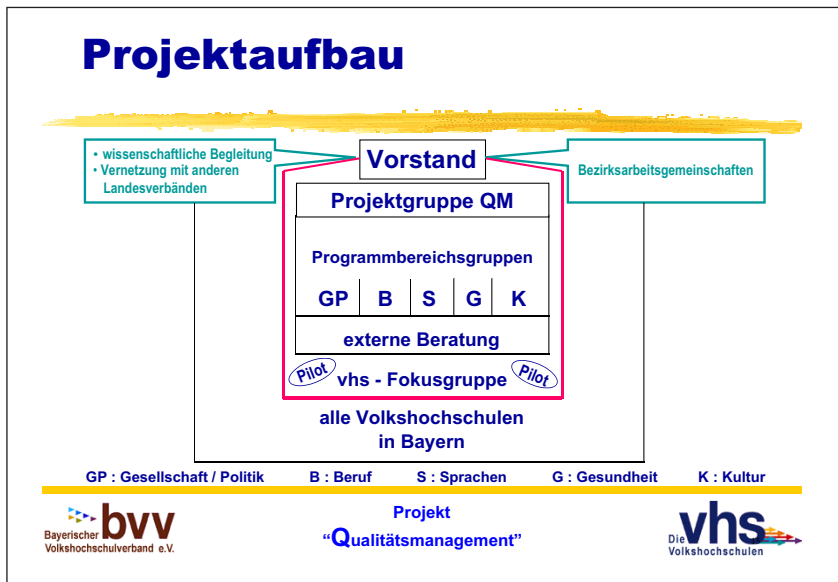 Projektaufbau
• wissenschaftliche Begleitung
• Vernetzung mit anderen
Landesverbänden
Vorstand
Bezirksarbeitsgemeinschaften
Projektgruppe QM
Programmbereichsgruppen
GP B S G K
externe Beratung
Pilot vhs - Fokusgruppe Pilot
alle Volkshochschulen
in Bayern
GP : Gesellschaft / Politik B : Beruf S : Sprachen G : Gesundheit K : Kultur
Bayerischer bvv
Volkshochschulverband e.V.
Projekt
“Qualitätsmanagement”
Die vhs
Volkshochschulen